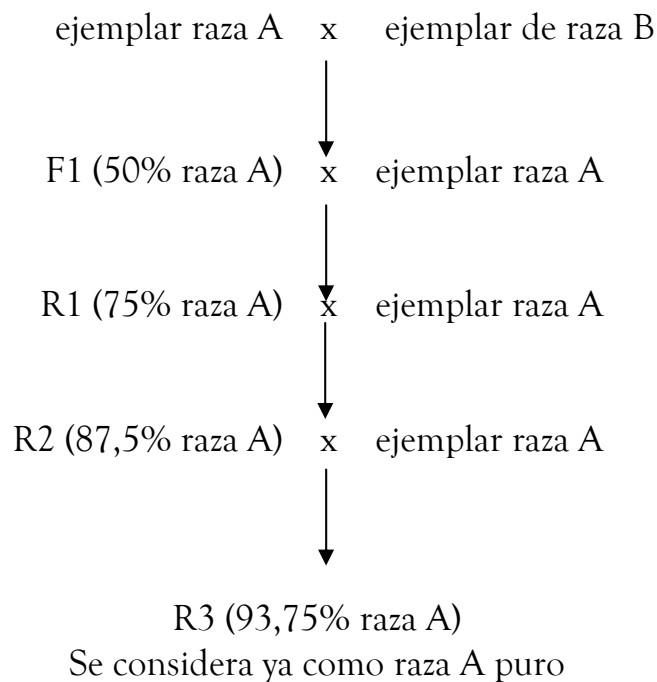 ejemplar raza A x ejemplar de raza B
F1 (50% raza A) x ejemplar raza A
R1 (75% raza A) x ejemplar raza A
R2 (87,5% raza A) x ejemplar raza A
R3 (93,75% raza A)
Se considera ya como raza A puro